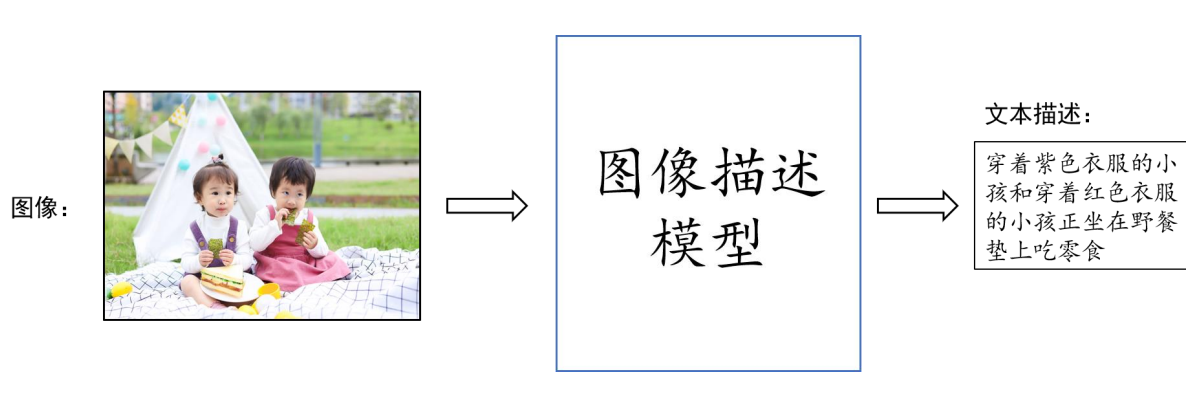 图像：
图像描述
模型
文本描述：
穿着紫色衣服的小
孩和穿着红色衣服
的小孩正坐在野餐
垫上吃零食